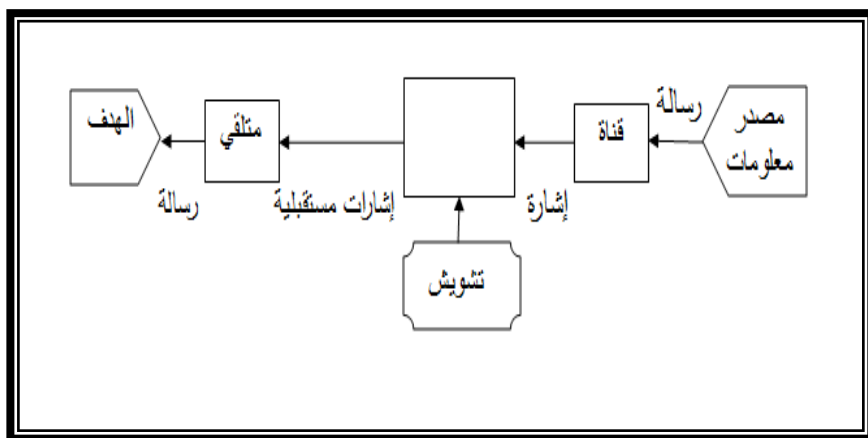 مصدر
معلومات
رسالة
قناة
إشارة
إشارات مستقبلية
متلقي
رسالة
الهدف
تشويش